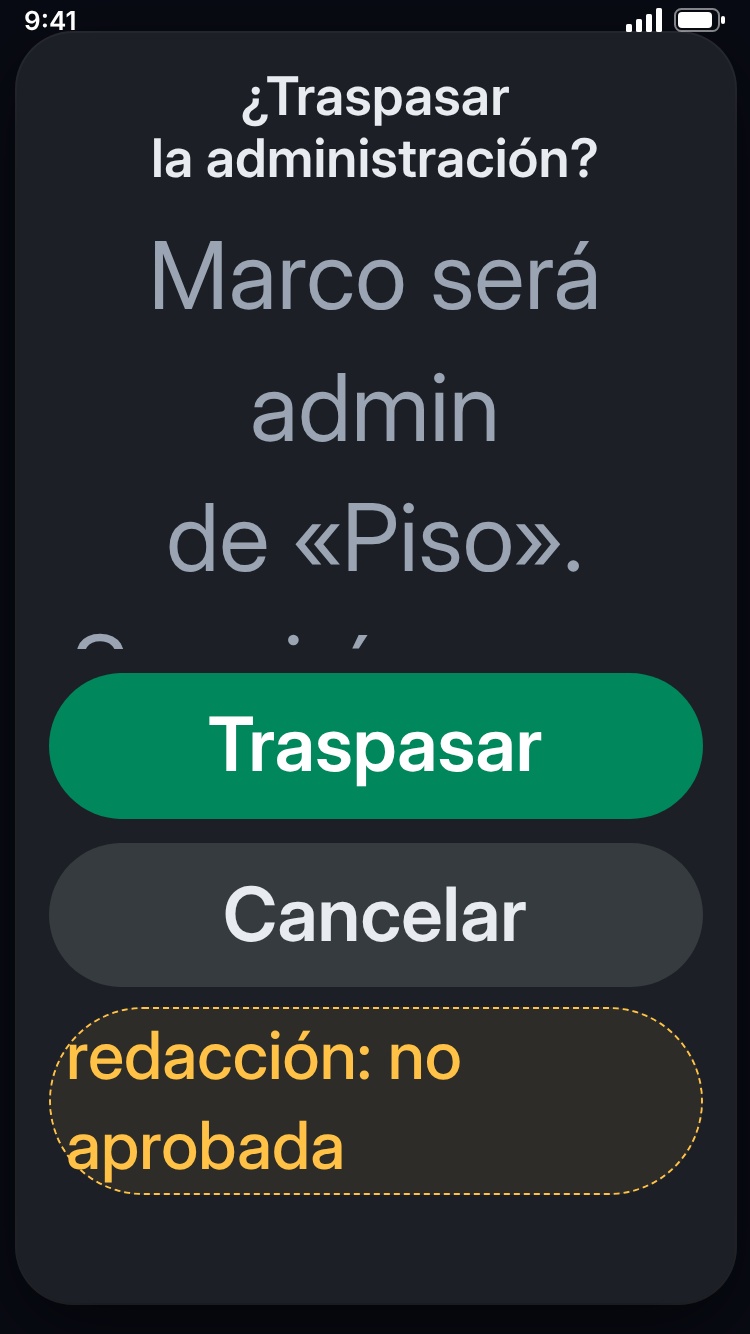 9:41
¿Traspasar
la administración?
Marco será
admin
de «Piso».
Traspasar
Cancelar
redacción: no
aprobada